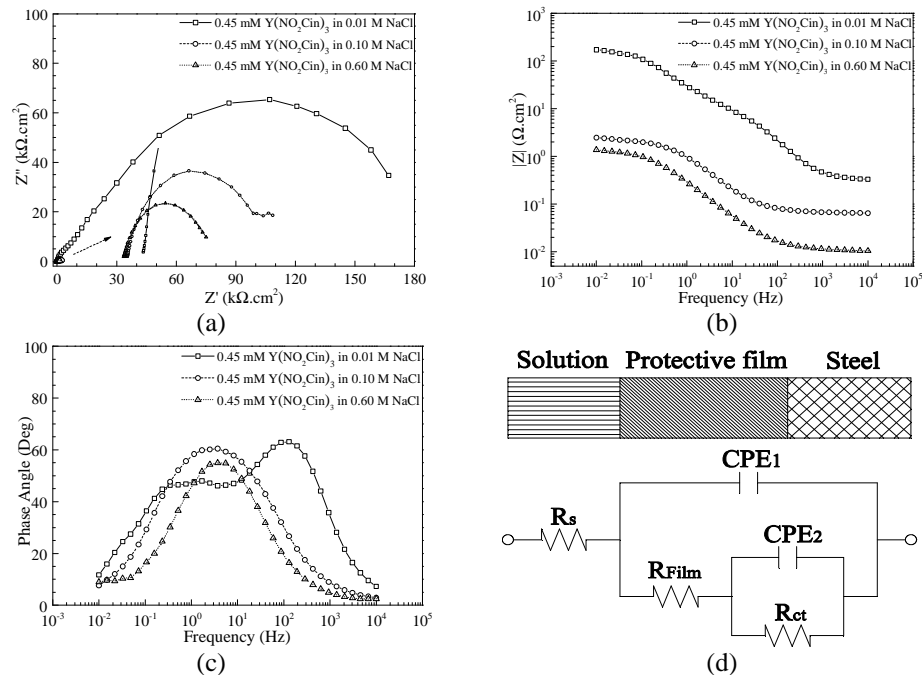 100
80
60
40
20
0
0 30 60 90 120 150 180
Z" (kΩ.cm²)
Z' (kΩ.cm²)
0.45 mM Y(NO₂Cin)₃ in 0.01 M NaCl
0.45 mM Y(NO₂Cin)₃ in 0.10 M NaCl
0.45 mM Y(NO₂Cin)₃ in 0.60 M NaCl
(a)
10³
10²
10¹
10⁰
10⁻¹
10⁻²
10⁻³ 10⁻² 10⁻¹ 10⁰ 10¹ 10² 10³ 10⁴ 10⁵
|Z| (Ω.cm²)
Frequency (Hz)
0.45 mM Y(NO₂Cin)₃ in 0.01 M NaCl
0.45 mM Y(NO₂Cin)₃ in 0.10 M NaCl
0.45 mM Y(NO₂Cin)₃ in 0.60 M NaCl
(b)
100
80
60
40
20
0
10⁻³ 10⁻² 10⁻¹ 10⁰ 10¹ 10² 10³ 10⁴ 10⁵
Phase Angle (Deg)
Frequency (Hz)
0.45 mM Y(NO₂Cin)₃ in 0.01 M NaCl
0.45 mM Y(NO₂Cin)₃ in 0.10 M NaCl
0.45 mM Y(NO₂Cin)₃ in 0.60 M NaCl
(c)
Solution Protective film Steel
CPE₁
Rs
CPE₂
RFilm
Rct
(d)